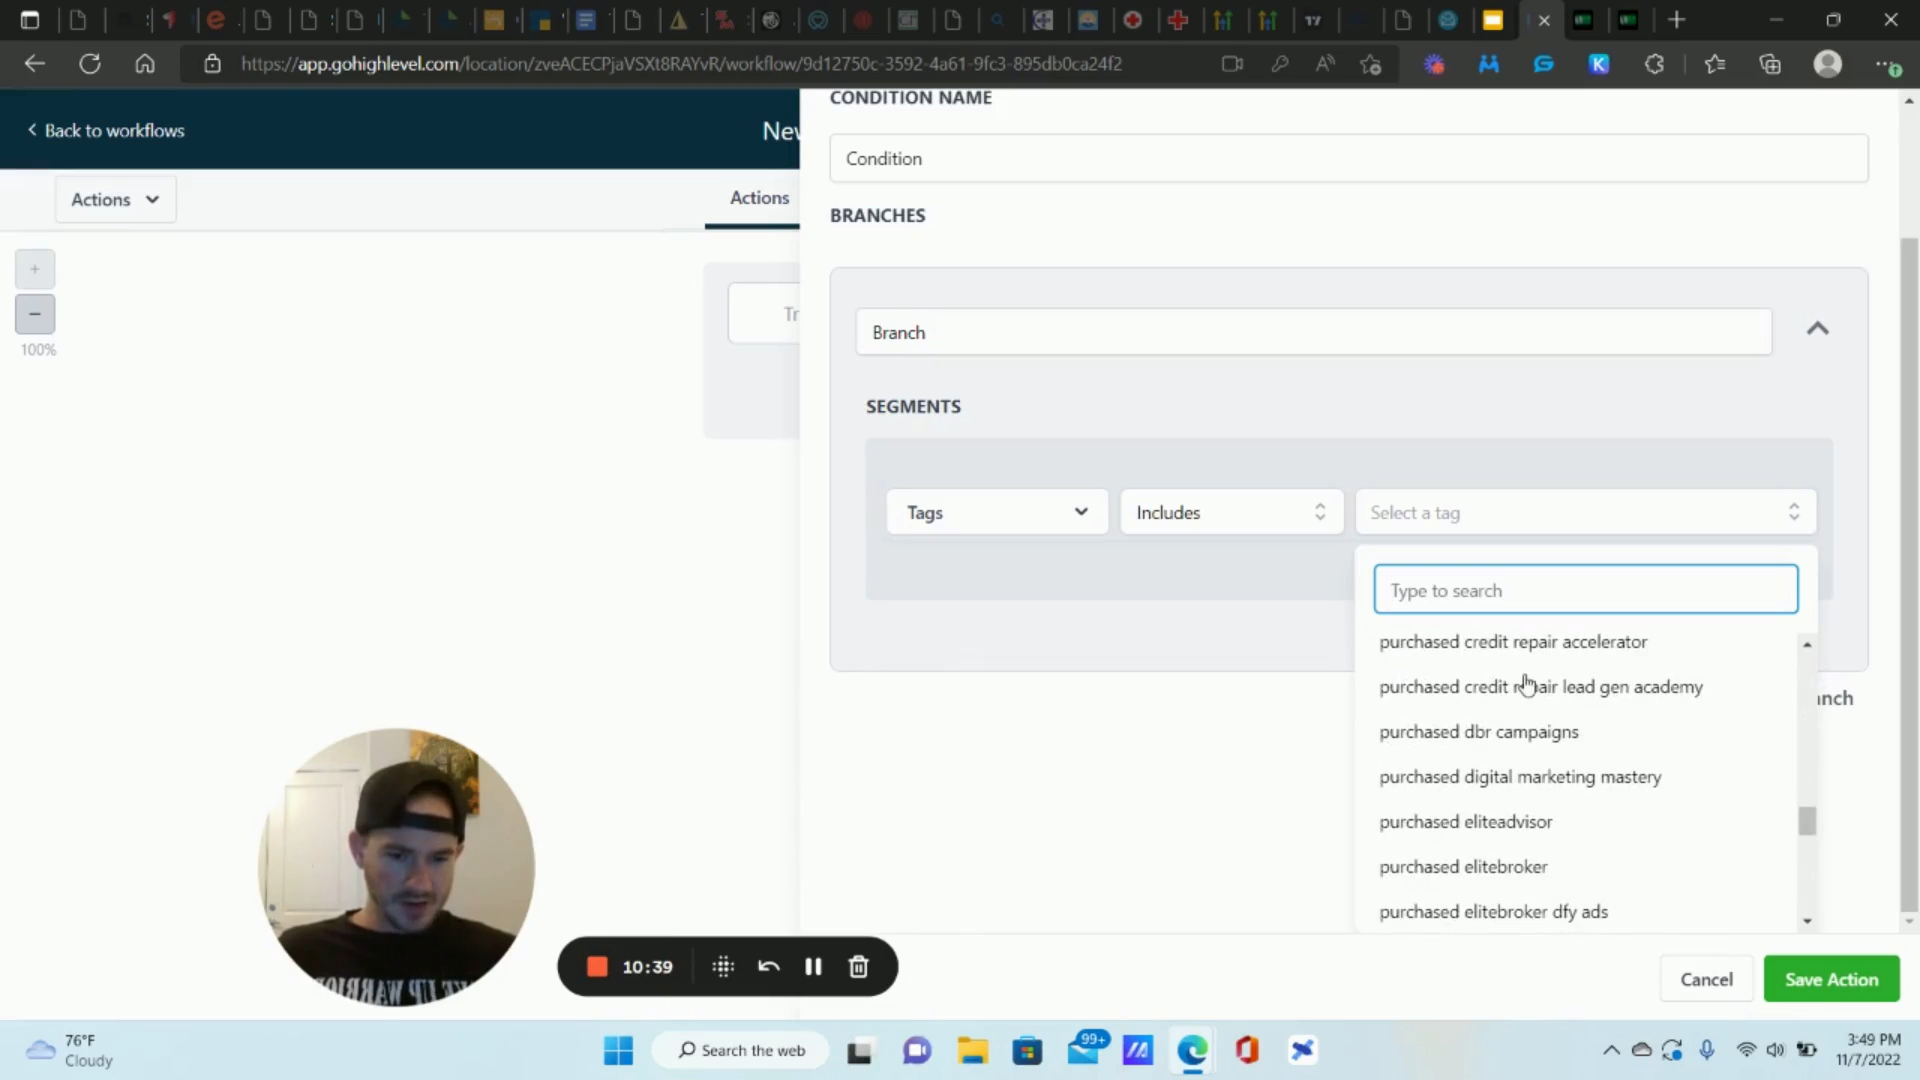 https://app.gohighlevel.com/location/zveACECPjaVSXt8RAYvR/workflow/9d12750c-3592-4a61-9fc3-895db0ca24f2
Back to workflows
New
Actions
Actions
100%
Tr
CONDITION NAME
Condition
BRANCHES
Branch
SEGMENTS
Tags
Includes
Select a tag
Type to search
purchased credit repair accelerator
purchased credit repair lead gen academy
purchased dbr campaigns
purchased digital marketing mastery
purchased eliteadvisor
purchased elitebroker
purchased elitebroker dfy ads
anch
10:39
Cancel
Save Action
76°F
Cloudy
Search the web
99+
3:49 PM
11/7/2022